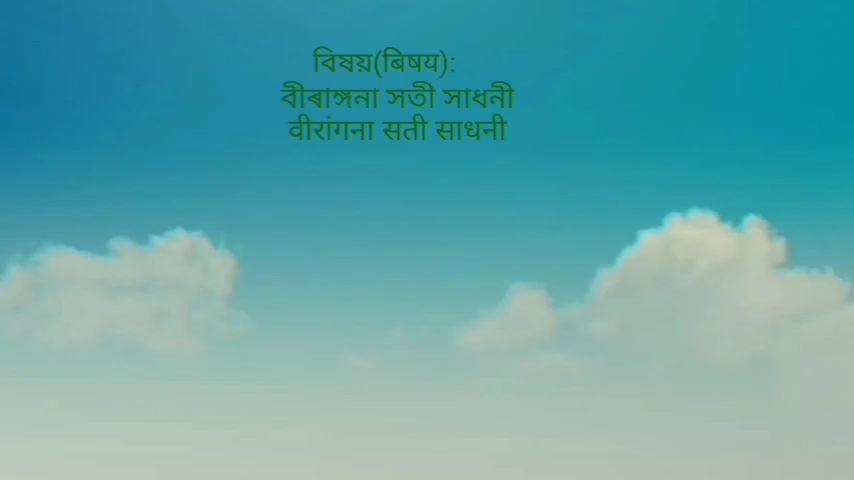 বিষয়(बिषय):
বীৰাঙ্গনা সতী সাধনী
वीरांगना सती साधनी